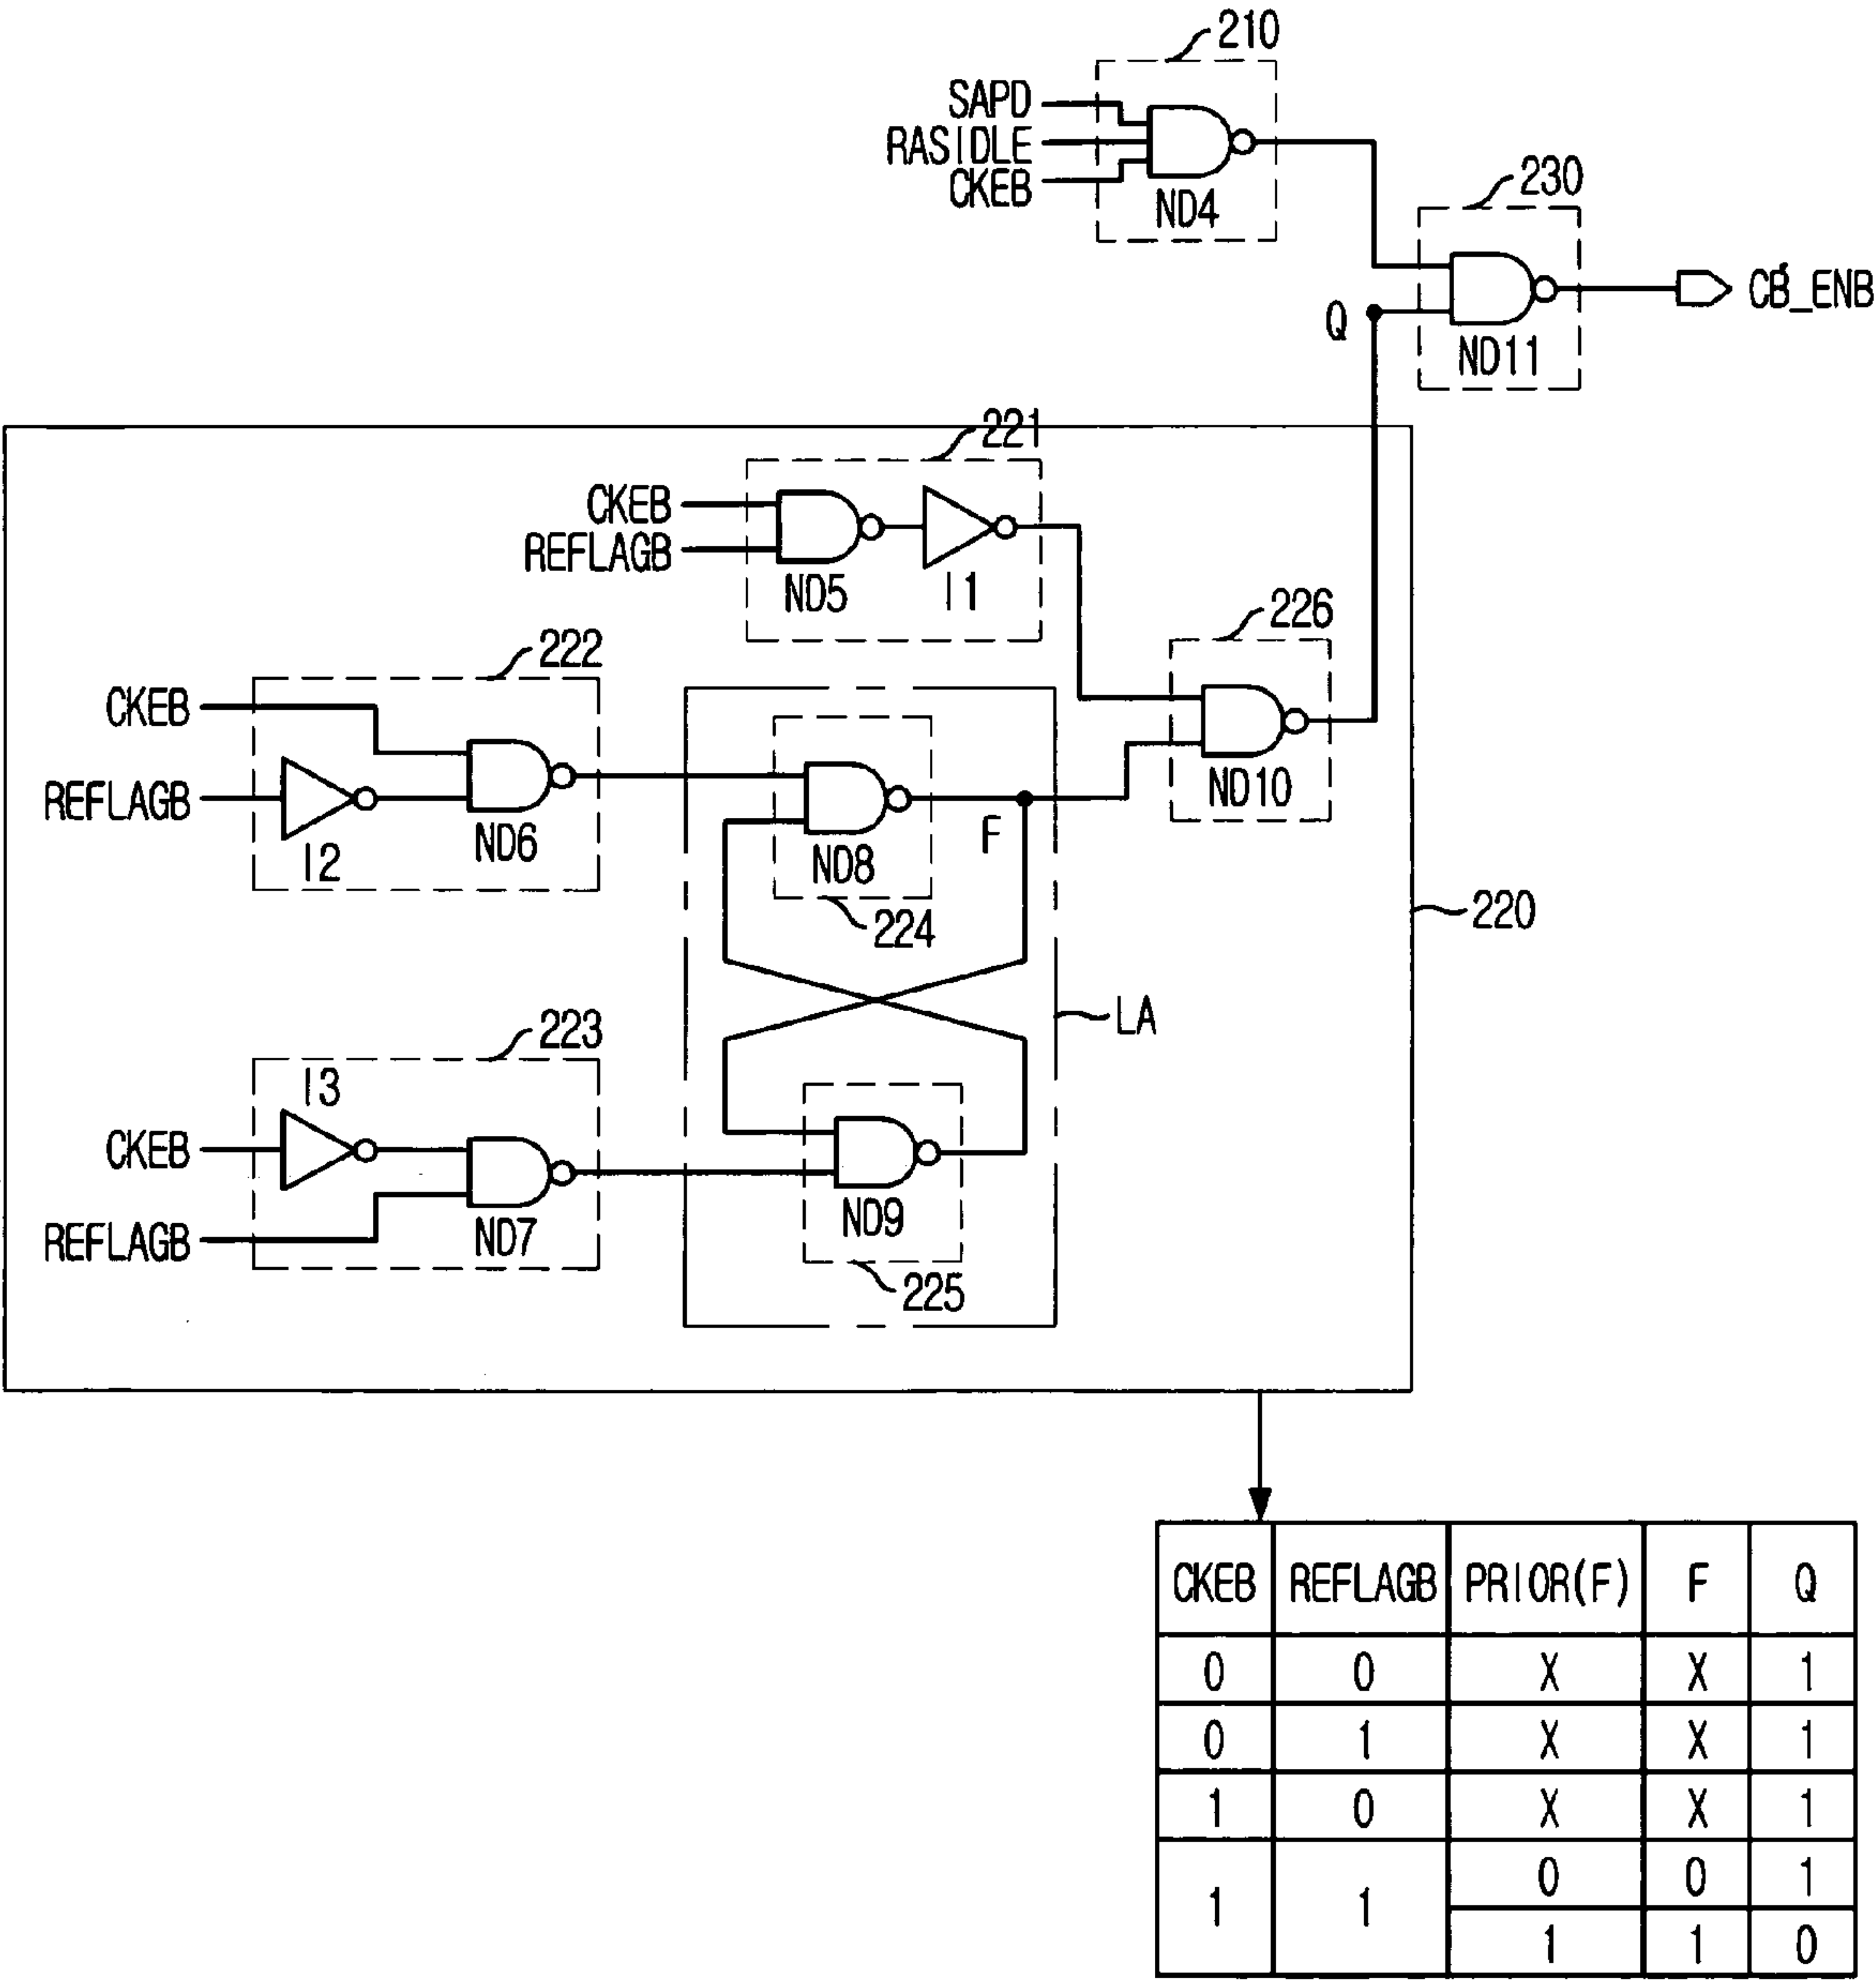 210
SAPD
RASIDLE
CKEB
ND4
230
CB_ENB
Q
ND11
221
CKEB
REFLAGB
ND5
I1
226
ND10
222
CKEB
REFLAGB
I2
ND6
F
ND8
224
220
LA
223
I3
CKEB
REFLAGB
ND7
ND9
225
CKEB REFLAGB PRIOR(F) F Q
0 0 X X 1
0 1 X X 1
1 0 X X 1
1 1 0 0 1
1 1 0